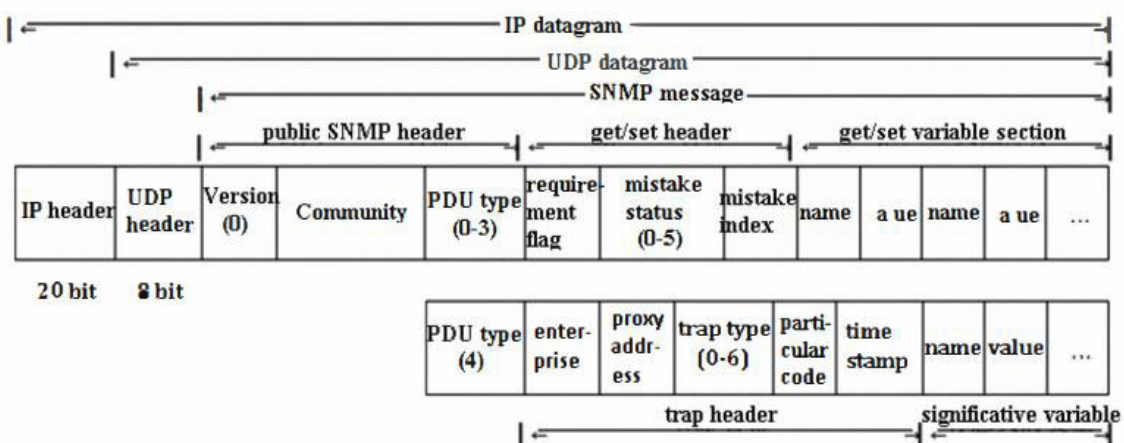 IP datagram
UDP datagram
SNMP message
public SNMP header get/set header get/set variable section
IP header
UDP
header
Version
(0)
Community
PDU type
(0-3)
require-
ment
flag
mistake
status
(0-5)
mistake
index
name
a ue
name
a ue
...
20 bit 8 bit
PDU type
(4)
enter-
prise
proxy
addr-
ess
trap type
(0-6)
parti-
cular
code
time
stamp
name
value
...
trap header significative variable